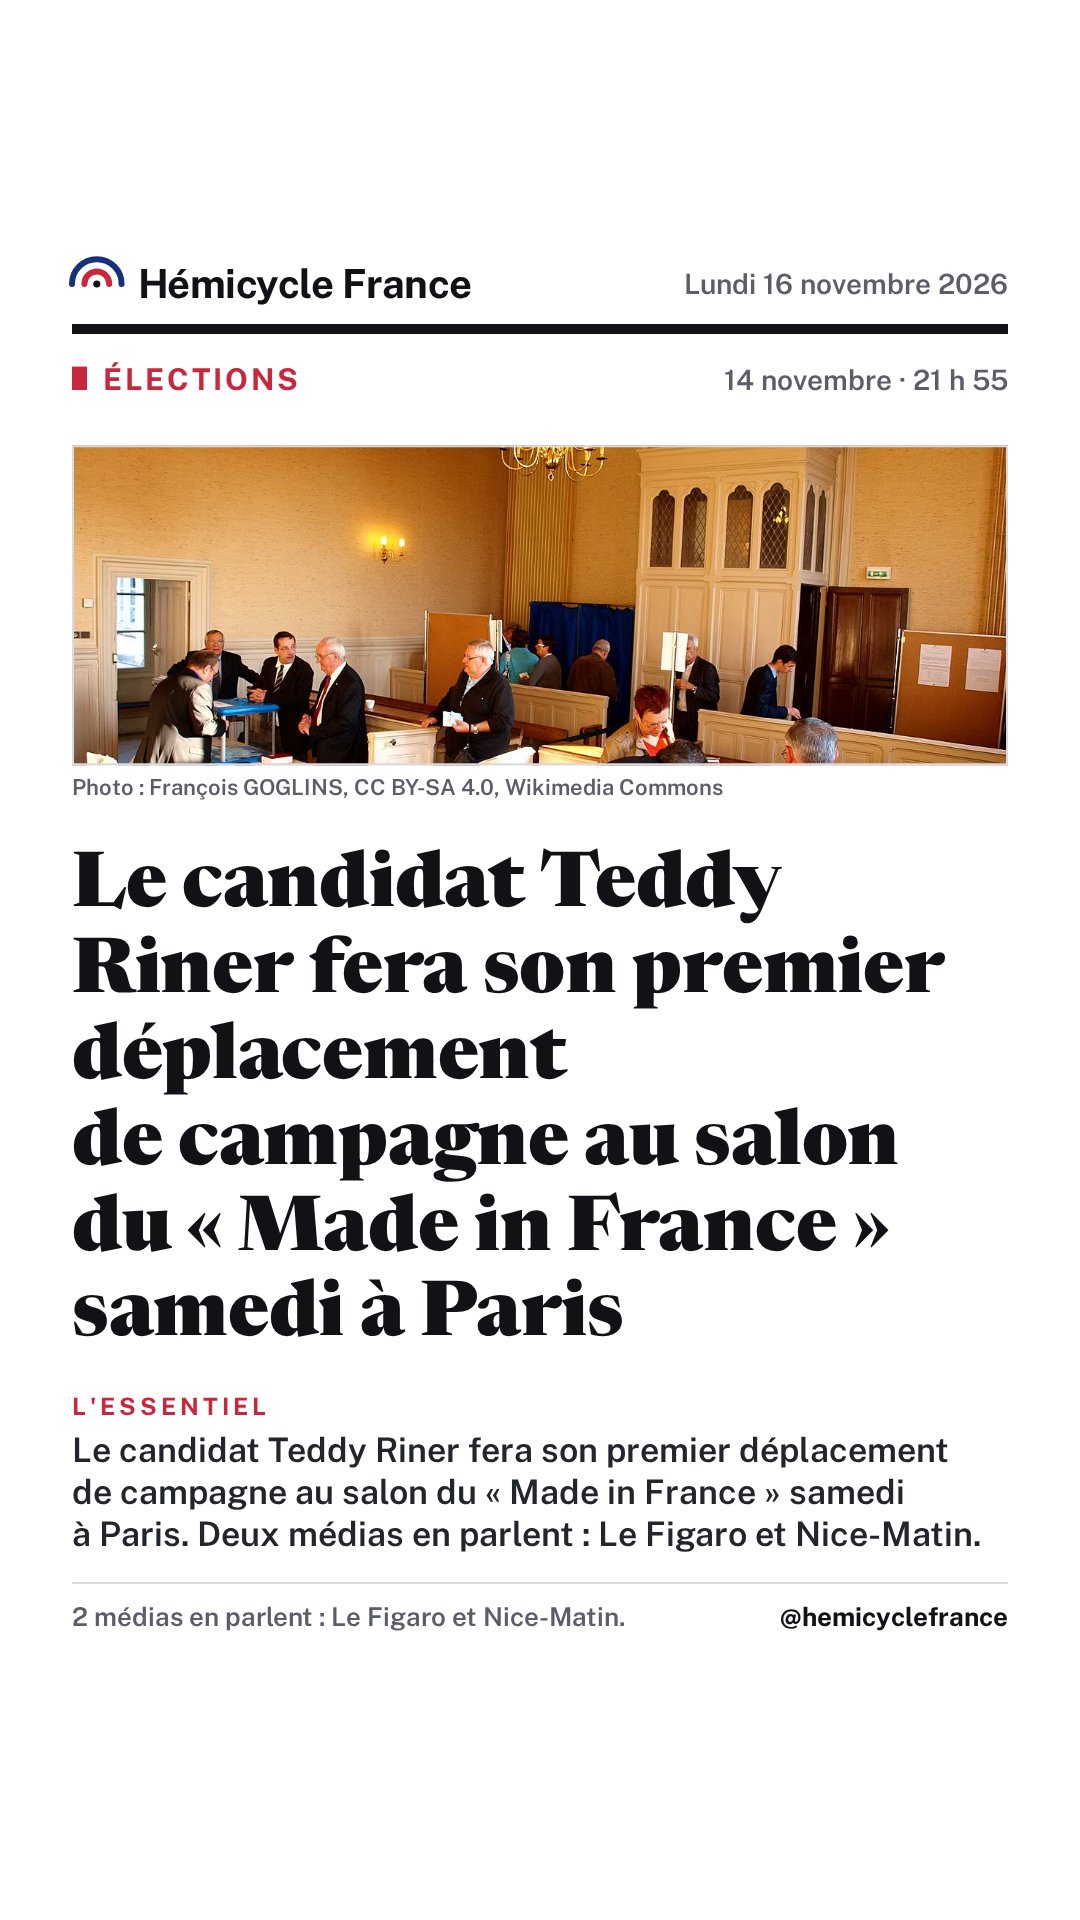 Hémicycle France
Lundi 16 novembre 2026
ÉLECTIONS
14 novembre · 21 h 55
Photo : François GOGLINS, CC BY-SA 4.0, Wikimedia Commons
Le candidat Teddy
Riner fera son premier
déplacement
de campagne au salon
du « Made in France »
samedi à Paris
L'ESSENTIEL
Le candidat Teddy Riner fera son premier déplacement
de campagne au salon du « Made in France » samedi
à Paris. Deux médias en parlent : Le Figaro et Nice-Matin.
2 médias en parlent : Le Figaro et Nice-Matin.
@hemicyclefrance